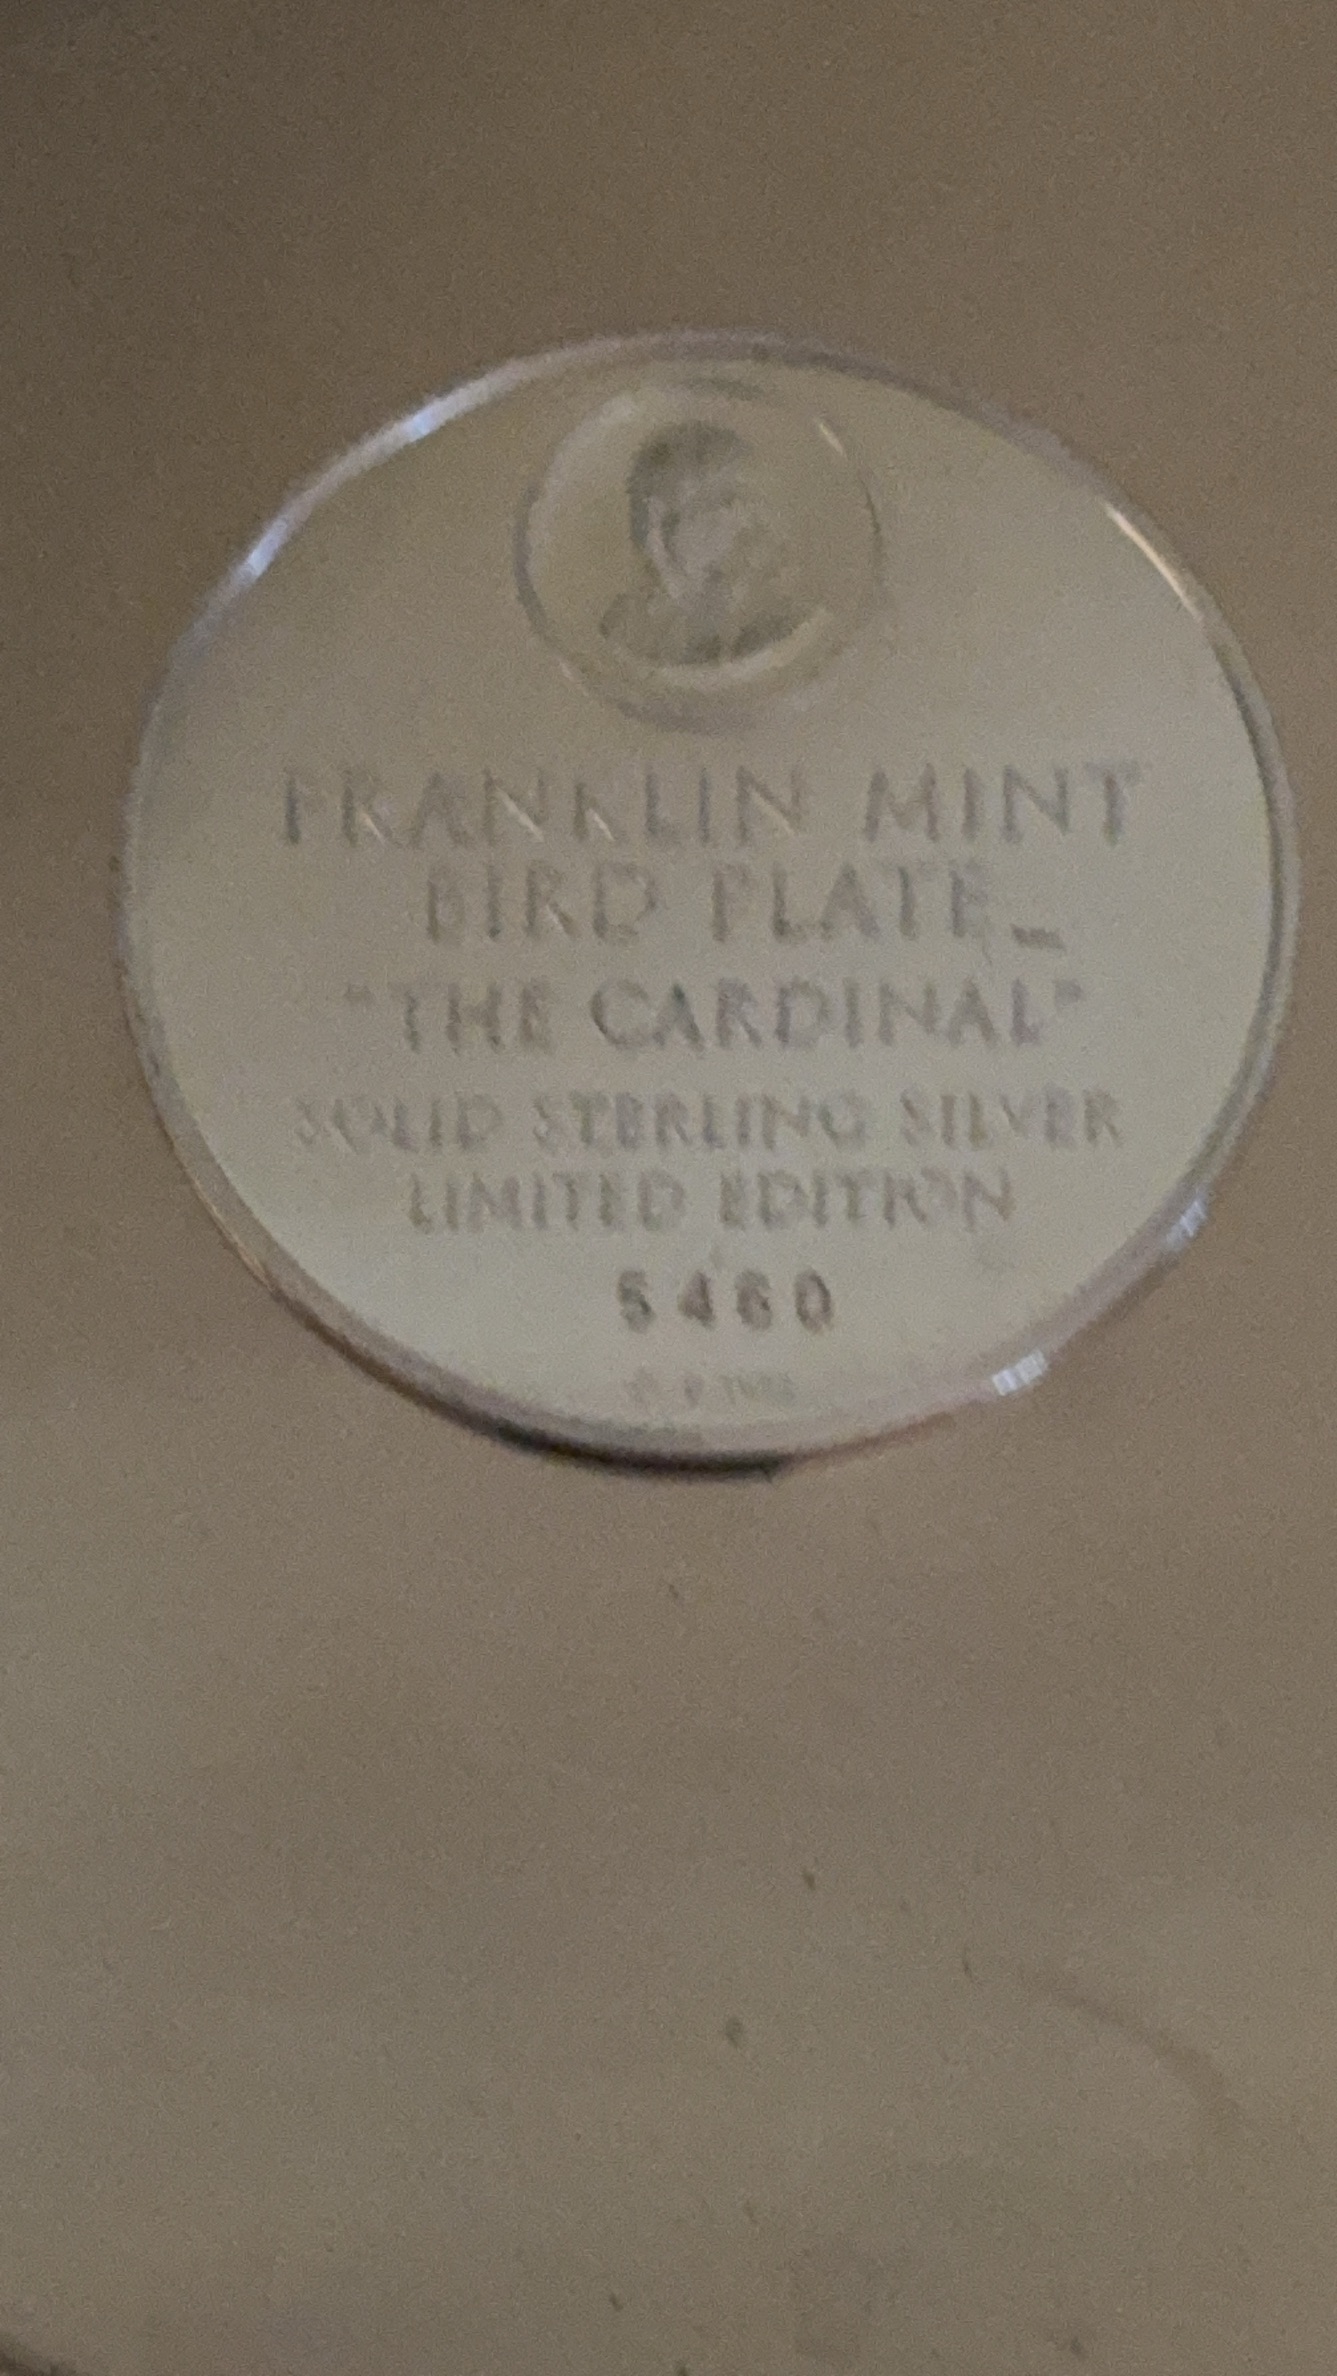 FRANKLIN MINT
BIRD PLATE
"THE CARDINAL"
SOLID STERLING SILVER
LIMITED EDITION
5460